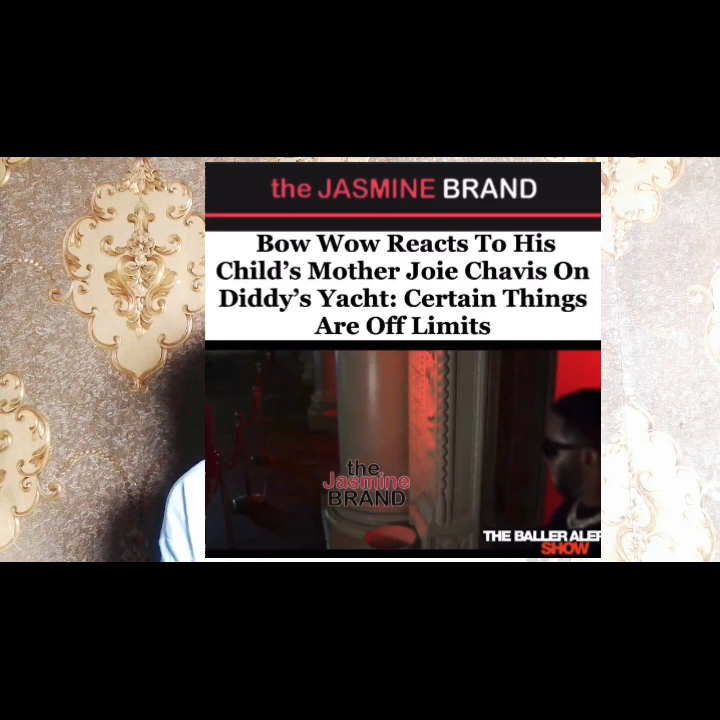 the JASMINE BRAND
Bow Wow Reacts To His
Child's Mother Joie Chavis On
Diddy's Yacht: Certain Things
Are Off Limits
the
Jasmine
BRAND
THE BALLER ALER
SHOW